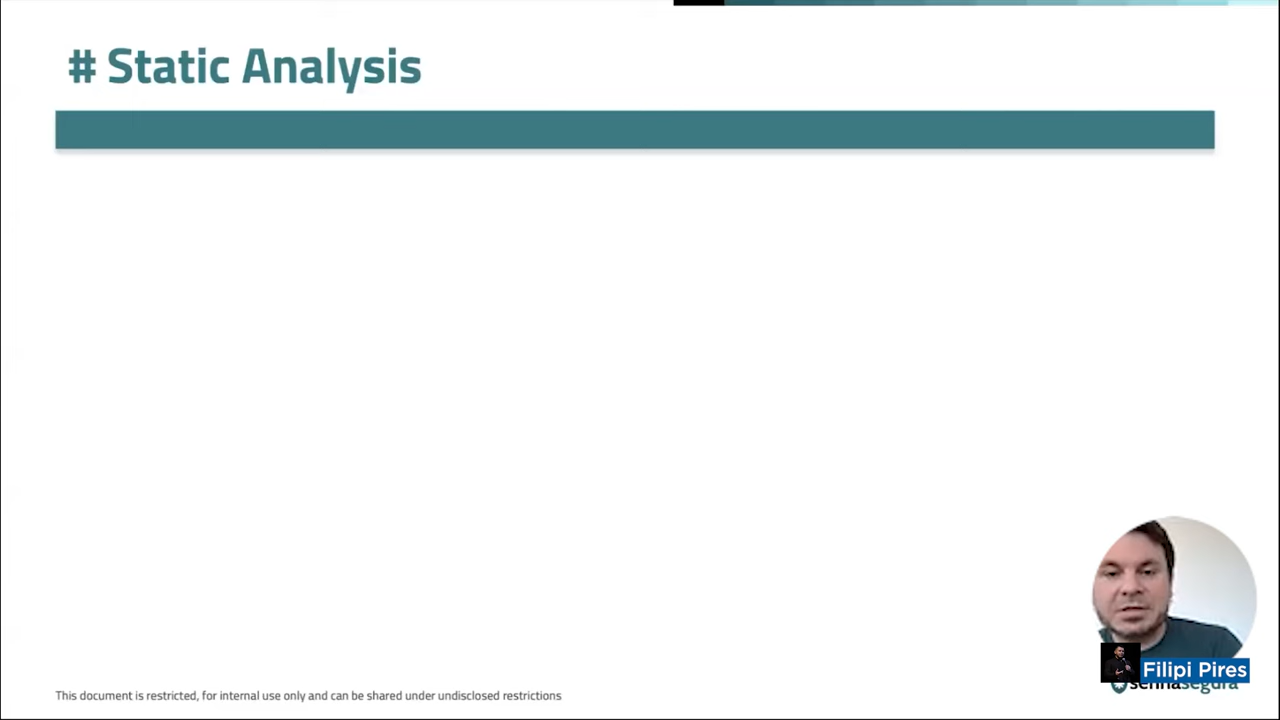 # Static Analysis
Filipi Pires
senhasegura
This document is restricted, for internal use only and can be shared under undisclosed restrictions